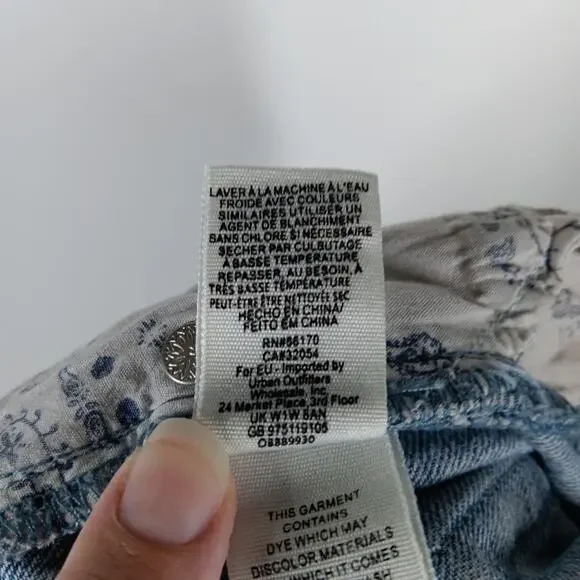 LAVER À LA MACHINE À L'EAU
FROIDE AVEC COULEURS
SIMILAIRES UTILISER UN
AGENT DE BLANCHIMENT
SANS CHLORE, SI NÉCESSAIRE
SÉCHER PAR CULBUTAGE
À BASSE TEMPÉRATURE
REPASSER, AU BESOIN, À
TRÈS BASSE TEMPÉRATURE
PEUT-ÊTRE ÊTRE NETTOYÉE SEC
HECHO EN CHINA/
FEITO EM CHINA
RN#66170
CA#32054
For EU - Imported by
Urban Outfitters
Wholesale, Inc
24 Market Place, 3rd Floor
UK W1W 8AN
GB 975119105
OB889930
THIS GARMENT
CONTAINS
DYE WHICH MAY
DISCOLOR MATERIALS
WHICH IT COMES